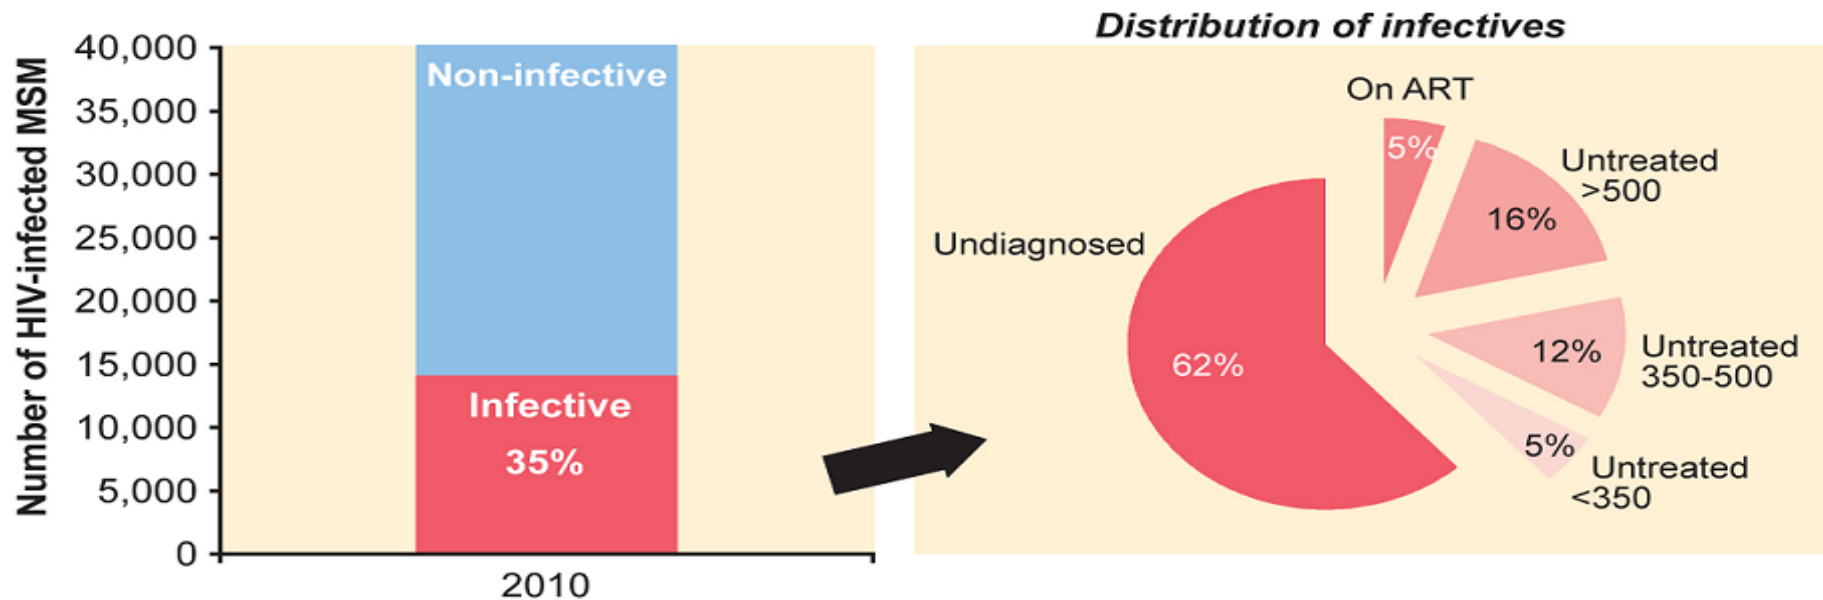 Number of HIV-infected MSM
40,000
35,000
30,000
25,000
20,000
15,000
10,000
5,000
0
Non-infective
Infective
35%
2010
Distribution of infectives
On ART
5%
Untreated
>500
16%
Undiagnosed
62%
12%
Untreated
350-500
5%
Untreated
<350